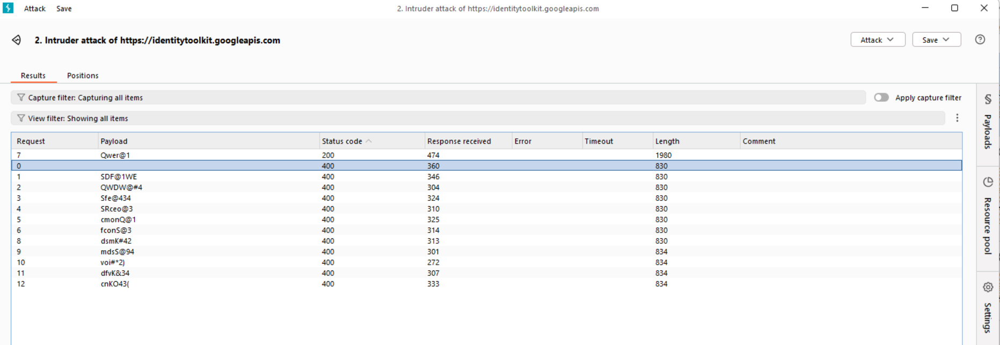 Attack Save 2. Intruder attack of https://identitytoolkit.googleapis.com
2. Intruder attack of https://identitytoolkit.googleapis.com Attack Save
Results Positions
Capture filter: Capturing all items Apply capture filter
View filter: Showing all items
Request Payload Status code Response received Error Timeout Length Comment
7 Qwer@1 200 474 1980
0 400 360 830
1 SDF@1WE 400 346 830
2 QWDW@#4 400 304 830
3 Sfe@434 400 324 830
4 SRceo@3 400 310 830
5 cmonQ@1 400 325 830
6 fconS@3 400 314 830
8 dsmK#42 400 313 830
9 mdsS@94 400 301 834
10 voi#*2) 400 272 834
11 dfvK&34 400 307 834
12 cnKO43( 400 333 834
Payloads
Resource pool
Settings